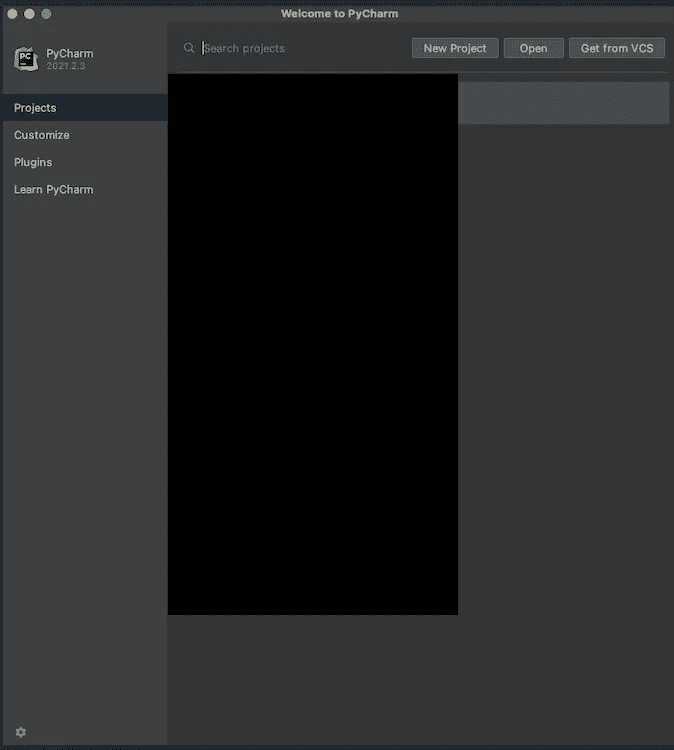 Welcome to PyCharm
PC
PyCharm
2021.2.3
Search projects
New Project
Open
Get from VCS
Projects
Customize
Plugins
Learn PyCharm